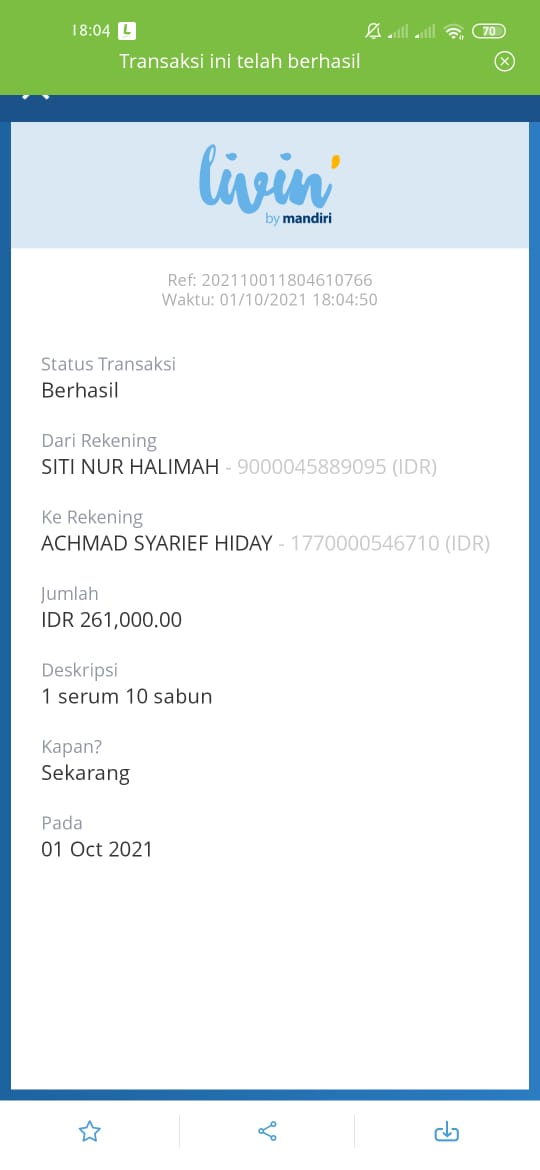 18:04 L 70
Transaksi ini telah berhasil
livin'
by mandiri
Ref: 202110011804610766
Waktu: 01/10/2021 18:04:50
Status Transaksi
Berhasil
Dari Rekening
SITI NUR HALIMAH - 9000045889095 (IDR)
Ke Rekening
ACHMAD SYARIEF HIDAY - 1770000546710 (IDR)
Jumlah
IDR 261,000.00
Deskripsi
1 serum 10 sabun
Kapan?
Sekarang
Pada
01 Oct 2021